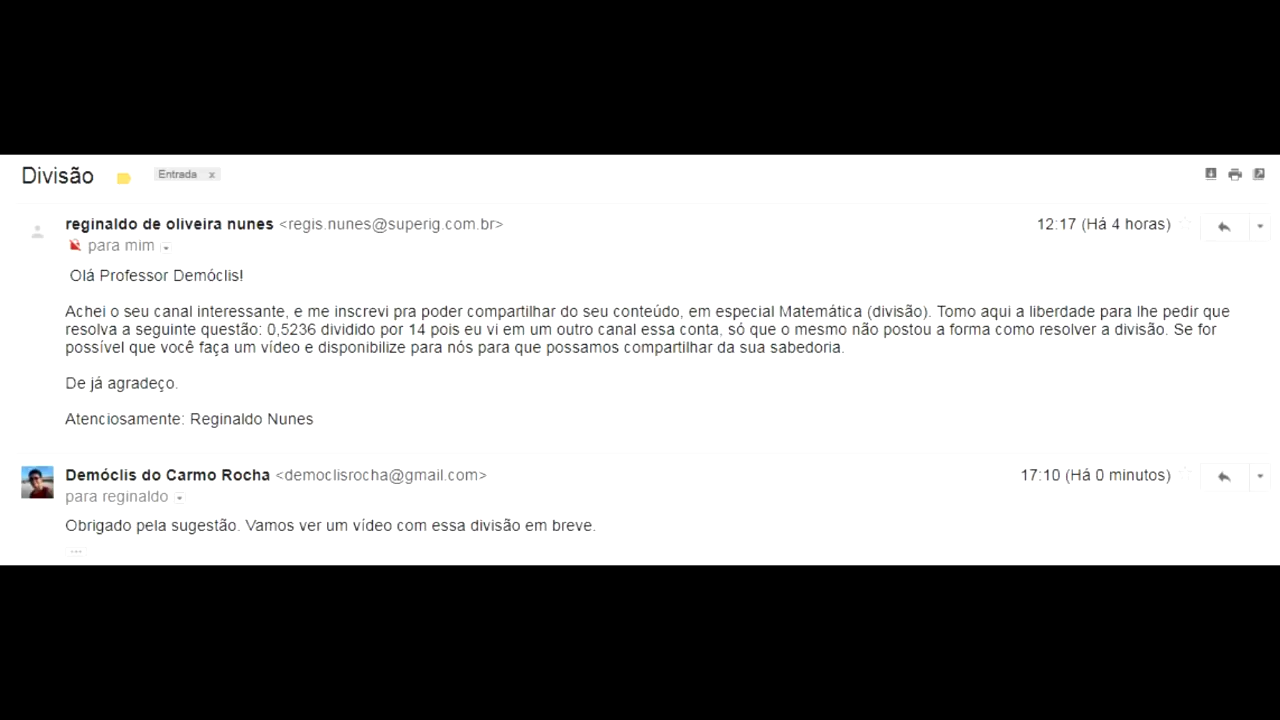 Divisão
Entrada x
reginaldo de oliveira nunes <regis.nunes@superig.com.br>
12:17 (Há 4 horas)
para mim
Olá Professor Demóclis!
Achei o seu canal interessante, e me inscrevi pra poder compartilhar do seu conteúdo, em especial Matemática (divisão). Tomo aqui a liberdade para lhe pedir que
resolva a seguinte questão: 0,5236 dividido por 14 pois eu vi em um outro canal essa conta, só que o mesmo não postou a forma como resolver a divisão. Se for
possível que você faça um vídeo e disponibilize para nós para que possamos compartilhar da sua sabedoria.
De já agradeço.
Atenciosamente: Reginaldo Nunes
Demóclis do Carmo Rocha <democlisrocha@gmail.com>
17:10 (Há 0 minutos)
para reginaldo
Obrigado pela sugestão. Vamos ver um vídeo com essa divisão em breve.
...